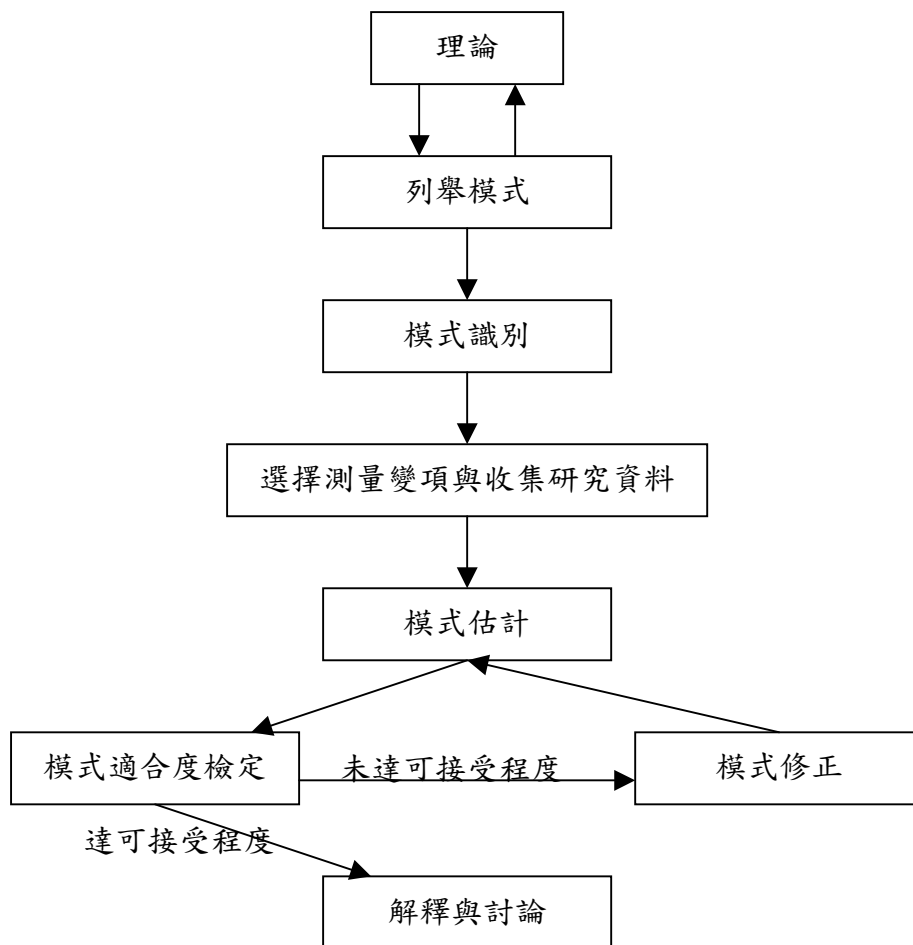 理論
列舉模式
模式識別
選擇測量變項與收集研究資料
模式估計
模式適合度檢定
未達可接受程度
模式修正
達可接受程度
解釋與討論